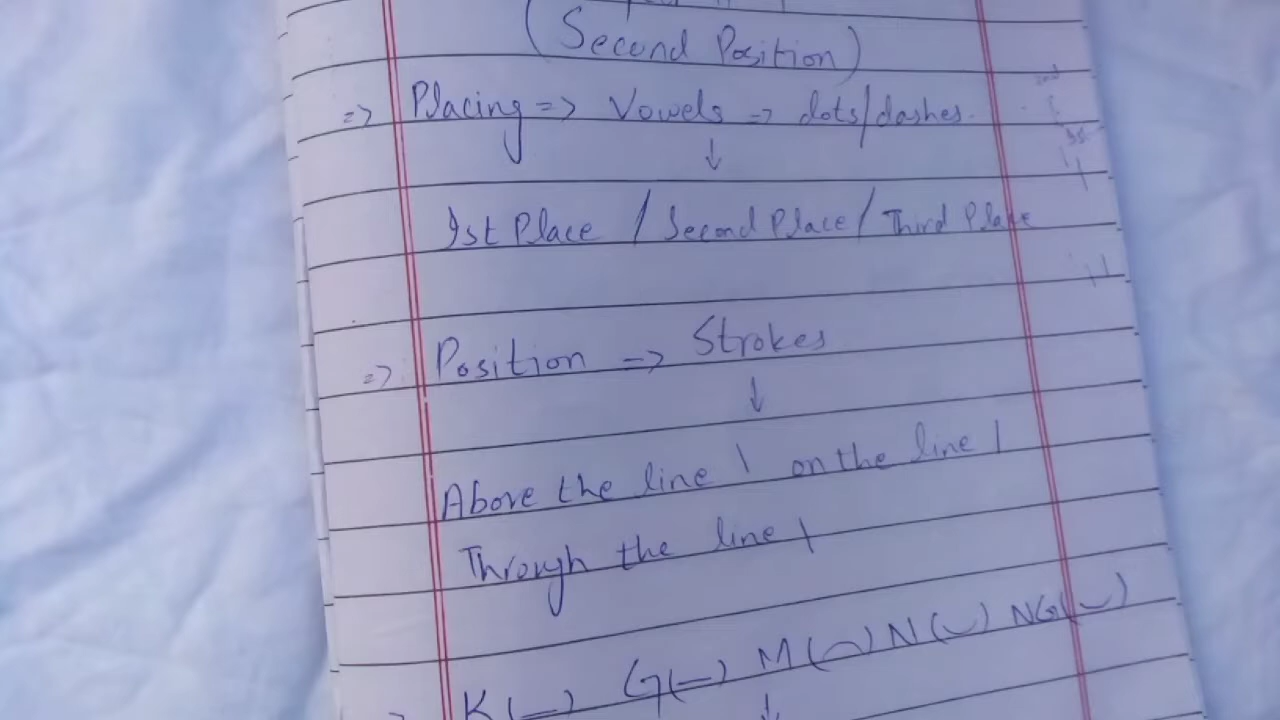 (Second Position)
=> Placing => Vowels => dots/dashes.
↓
Ist Place / Second Place / Third Place
=> Position => Strokes
↓
Above the line \ on the line |
Through the line \
K (—) G (—) M (⌒) N (‿) NG (‿)
↓